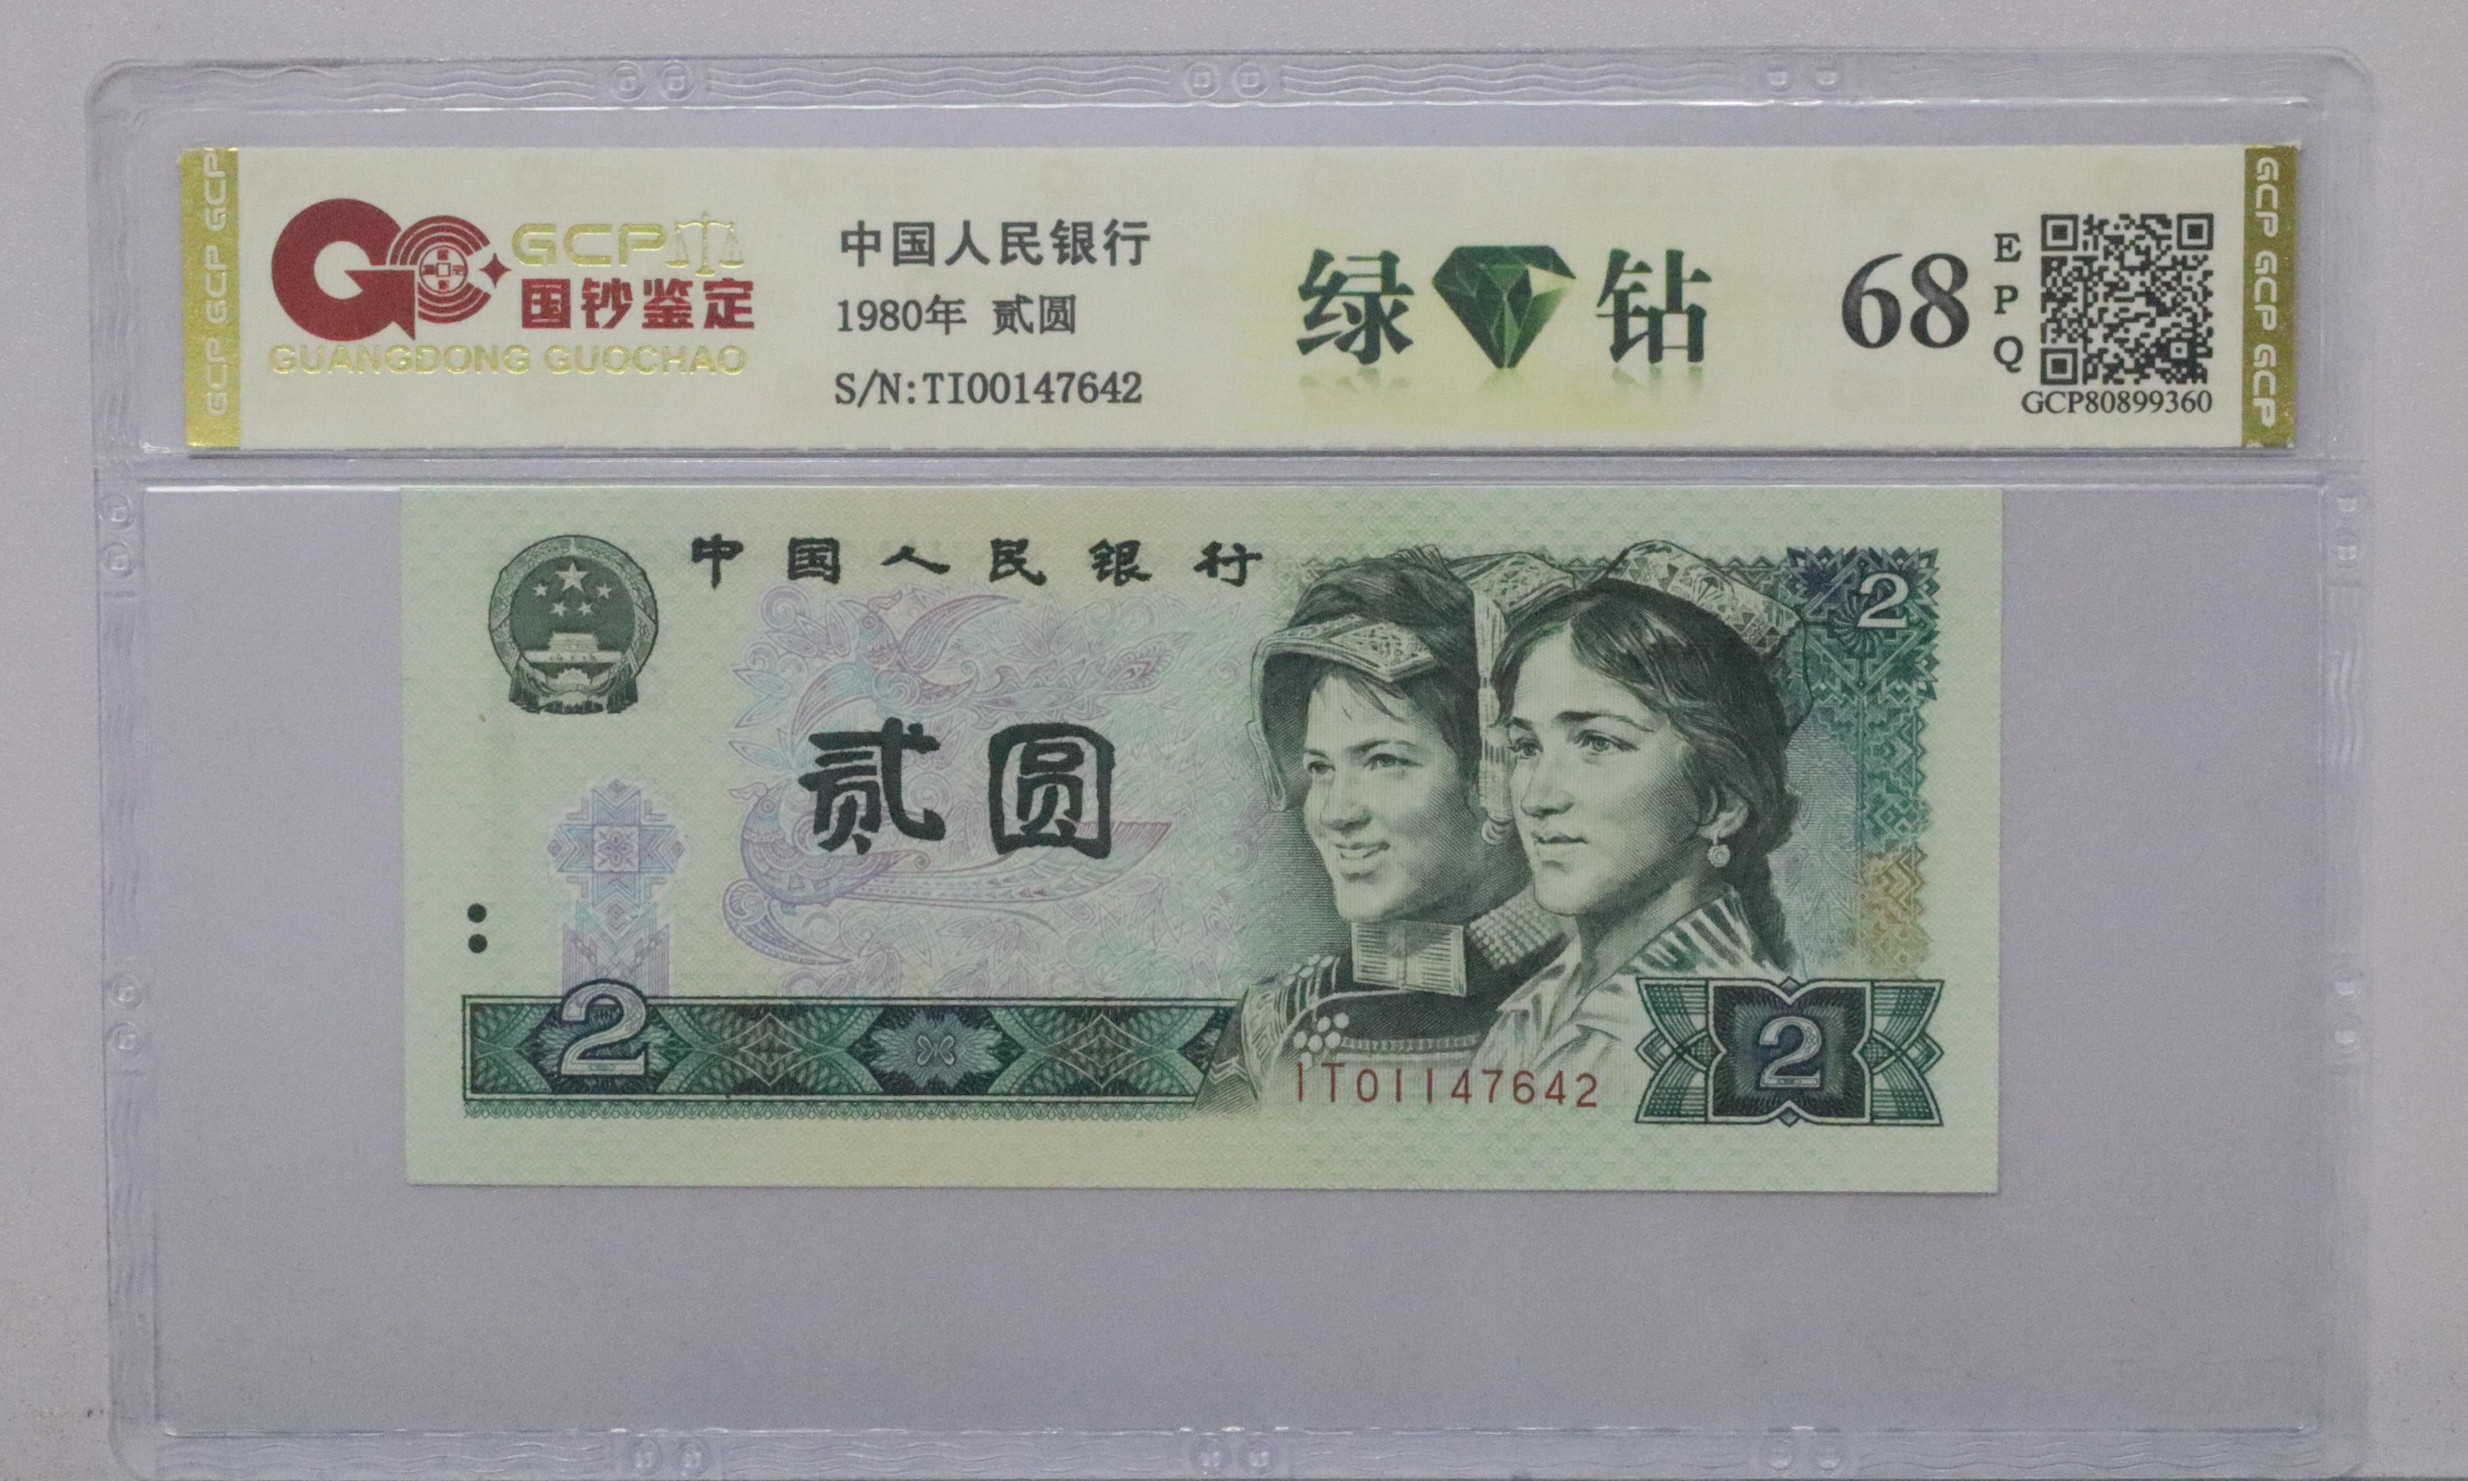 GCP GCP GCP
GCP
国钞鉴定
GUANGDONG GUOCHAO
中国人民银行
1980年 贰圆
S/N:TI00147642
绿 钻
68
E
P
Q
GCP80899360
GCP GCP GCP
中国人民银行
2
贰圆
2
2
IT01147642